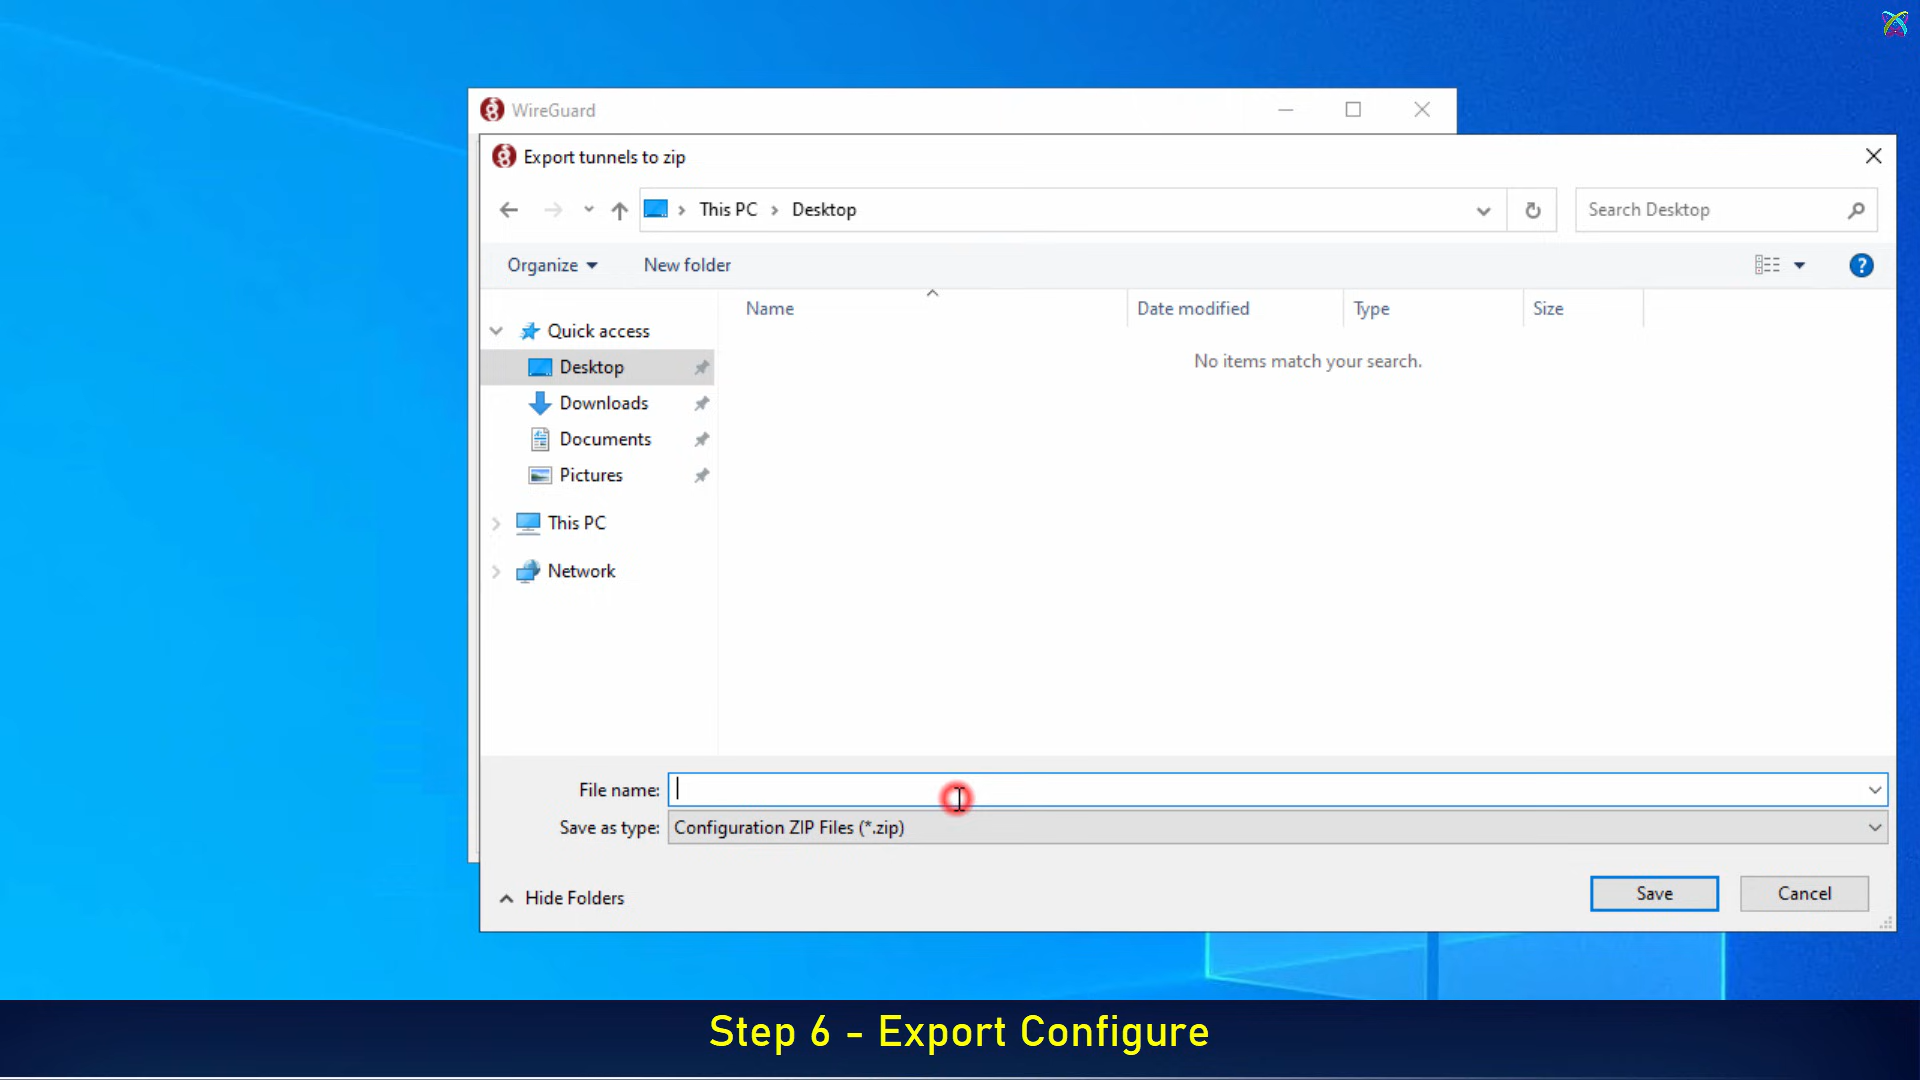 WireGuard
Export tunnels to zip
This PC
Desktop
Search Desktop
Organize
New folder
?
Name
Date modified
Type
Size
Quick access
Desktop
Downloads
Documents
Pictures
This PC
Network
No items match your search.
File name:
Save as type: Configuration ZIP Files (*.zip)
Hide Folders
Save
Cancel
Step 6 - Export Configure